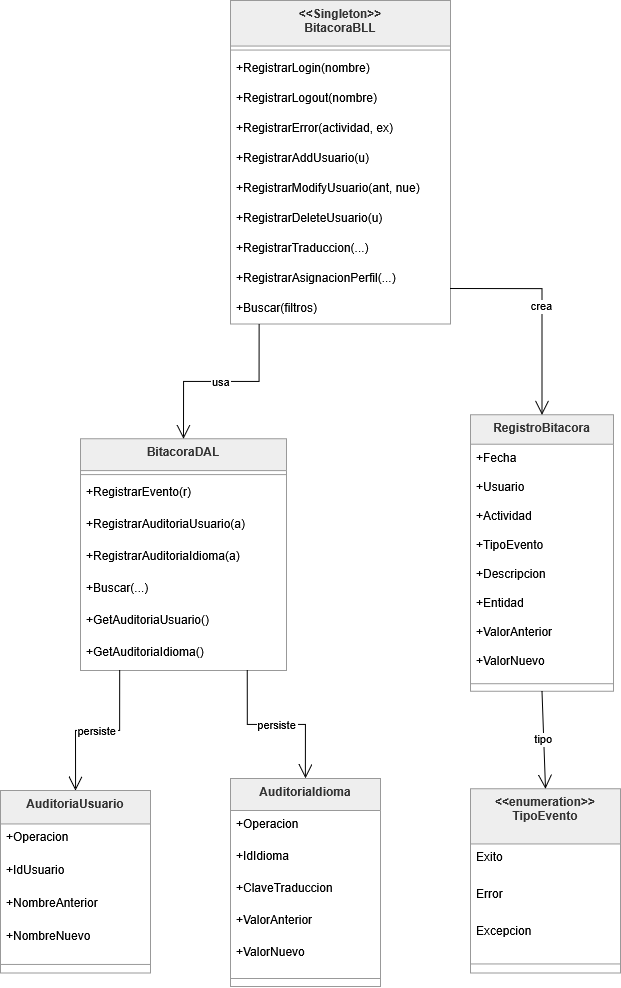 <<Singleton>>
BitacoraBLL
+RegistrarLogin(nombre)
+RegistrarLogout(nombre)
+RegistrarError(actividad, ex)
+RegistrarAddUsuario(u)
+RegistrarModifyUsuario(ant, nue)
+RegistrarDeleteUsuario(u)
+RegistrarTraduccion(...)
+RegistrarAsignacionPerfil(...)
+Buscar(filtros)
usa
crea
BitacoraDAL
+RegistrarEvento(r)
+RegistrarAuditoriaUsuario(a)
+RegistrarAuditoriaIdioma(a)
+Buscar(...)
+GetAuditoriaUsuario()
+GetAuditoriaIdioma()
RegistroBitacora
+Fecha
+Usuario
+Actividad
+TipoEvento
+Descripcion
+Entidad
+ValorAnterior
+ValorNuevo
persiste
persiste
tipo
AuditoriaUsuario
+Operacion
+IdUsuario
+NombreAnterior
+NombreNuevo
AuditoriaIdioma
+Operacion
+IdIdioma
+ClaveTraduccion
+ValorAnterior
+ValorNuevo
<<enumeration>>
TipoEvento
Exito
Error
Excepcion